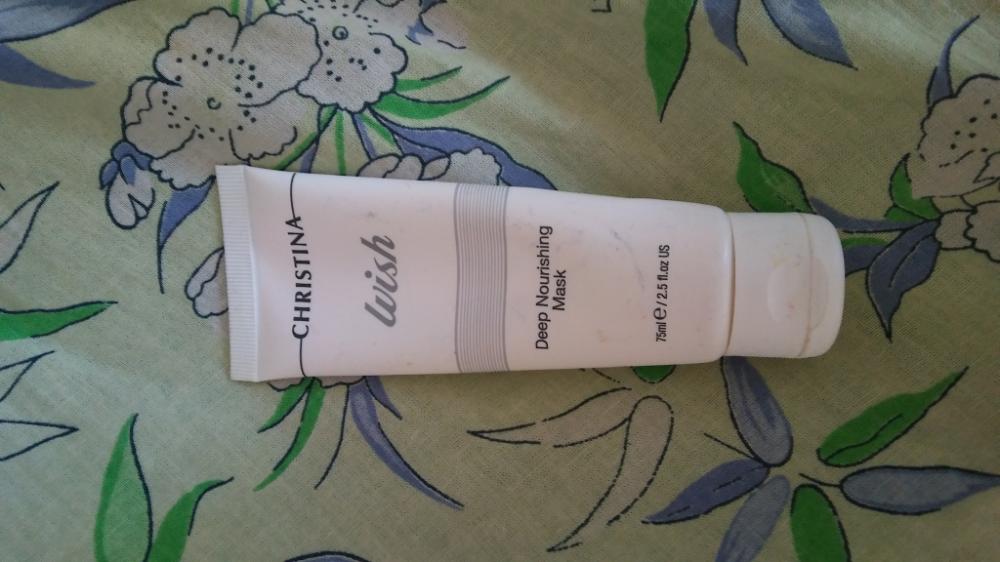 CHRISTINA
Wish
Deep Nourishing
Mask
75ml℮/2.5 fl.oz US